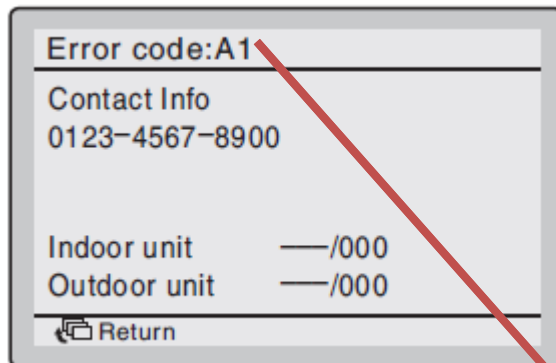 Error code:A1
Contact Info
0123–4567–8900
Indoor unit ——/000
Outdoor unit ——/000
Return